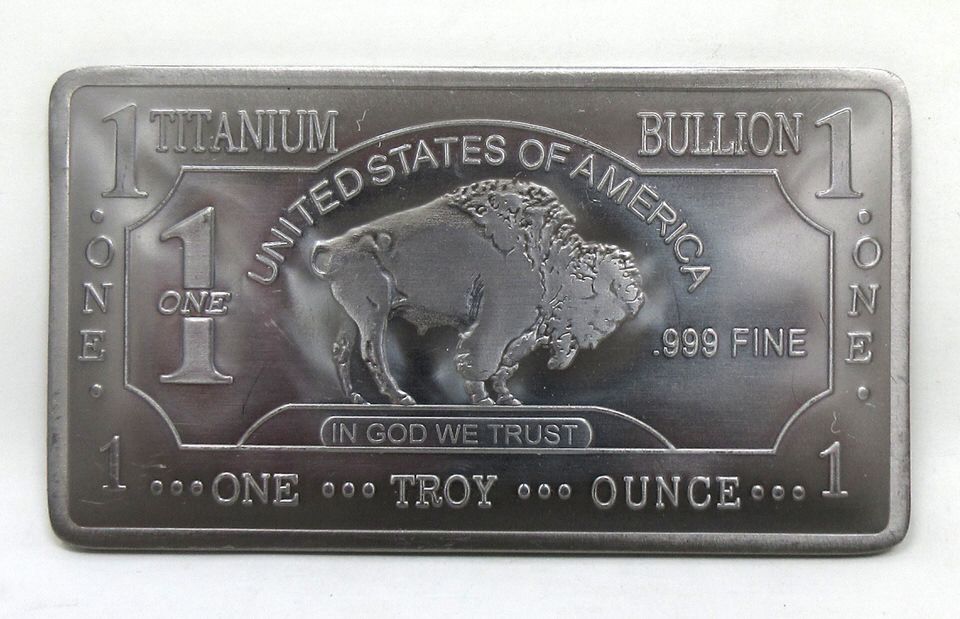 1 TITANIUM BULLION 1
UNITED STATES OF AMERICA
ONE
1
ONE
.999 FINE
ONE
IN GOD WE TRUST
1 ONE TROY OUNCE 1